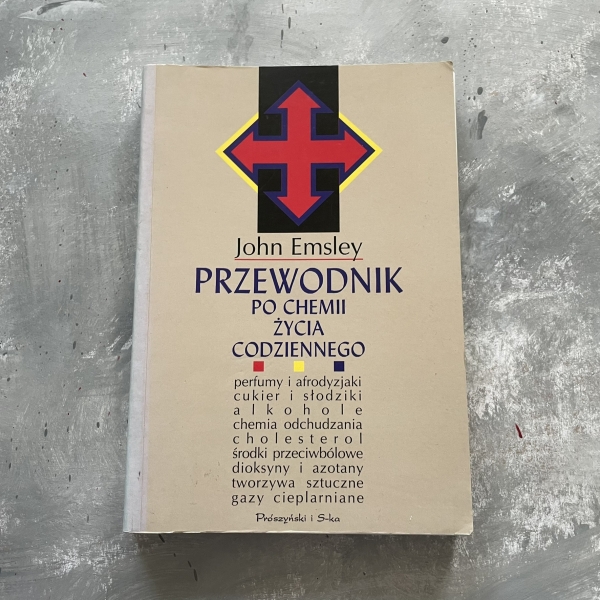 John Emsley
PRZEWODNIK
PO CHEMII
ŻYCIA
CODZIENNEGO
perfumy i afrodyzjaki
cukier i słodziki
alkohole
chemia odchudzania
cholesterol
środki przeciwbólowe
dioksyny i azotany
tworzywa sztuczne
gazy cieplarniane
Prószyński i S-ka